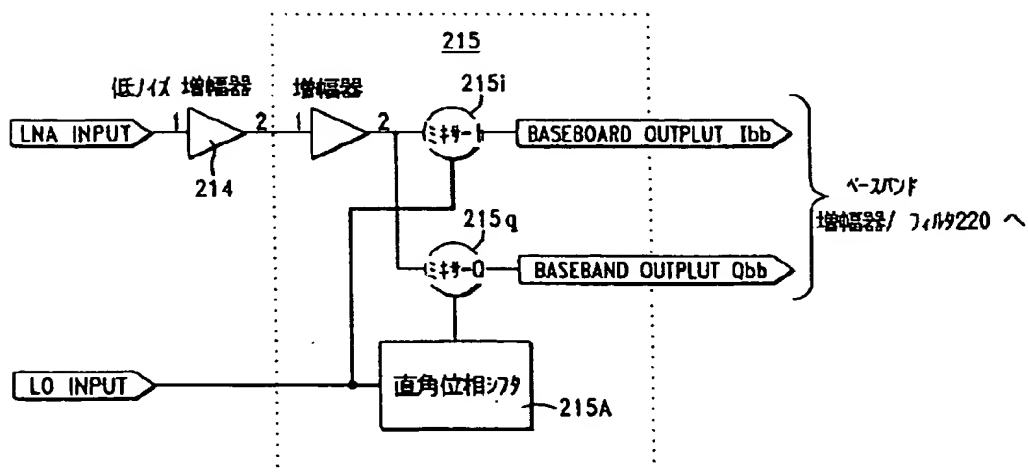 215
低ノイズ 増幅器
増幅器
215i
LNA INPUT
1
2
1
2
ミキサーI
BASEBOARD OUTPLUT Ibb
214
ベースバンド
増幅器/ フィルタ220 へ
215q
ミキサーQ
BASEBAND OUTPLUT Qbb
LO INPUT
直角位相シフタ
215A